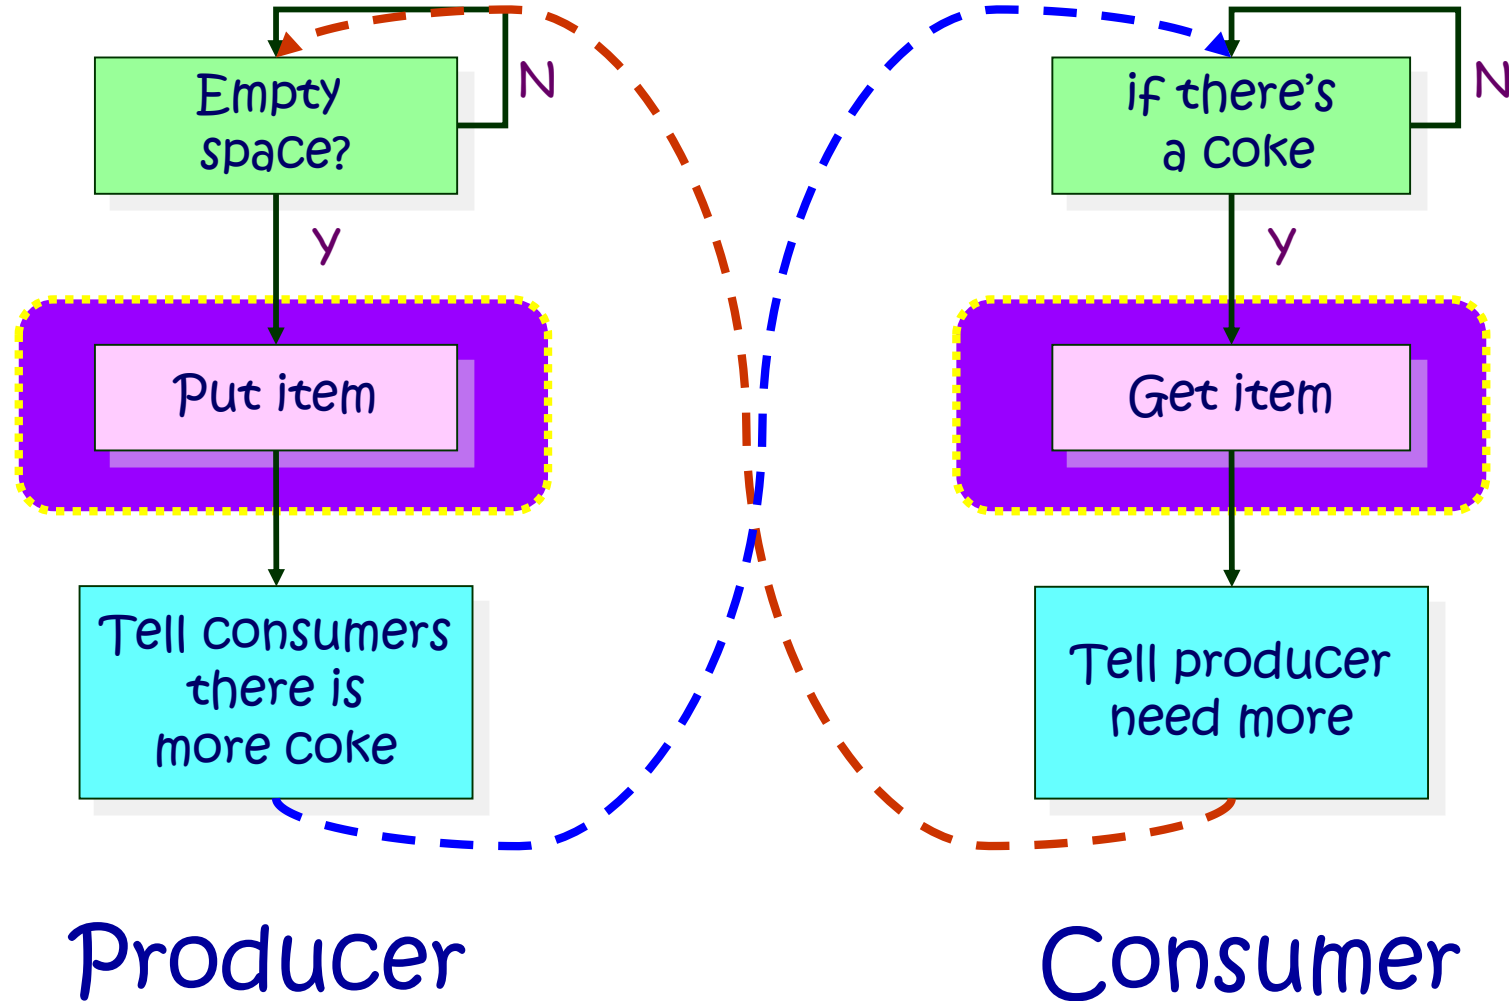 Empty
space?
N
Y
Put item
Tell consumers
there is
more coke
Producer
if there's
a coke
N
Y
Get item
Tell producer
need more
Consumer